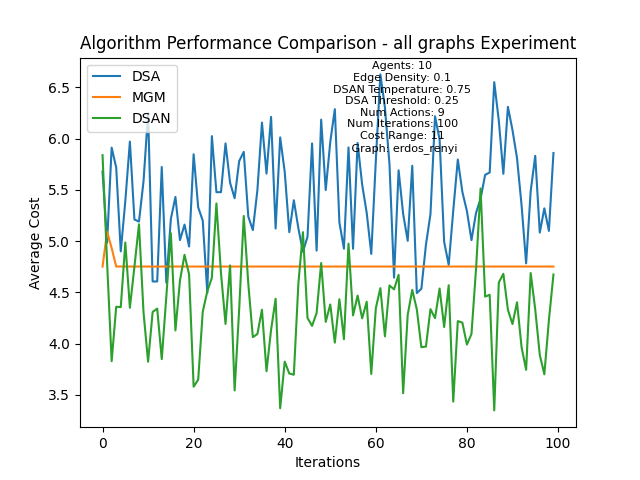 Algorithm Performance Comparison - all graphs Experiment
DSA
MGM
DSAN
Agents: 10
Edge Density: 0.1
DSAN Temperature: 0.75
DSA Threshold: 0.25
Num Actions: 9
Num Iterations: 100
Cost Range: 11
Graph: erdos_renyi
6.5
6.0
5.5
5.0
4.5
4.0
3.5
Average Cost
0
20
40
60
80
100
Iterations